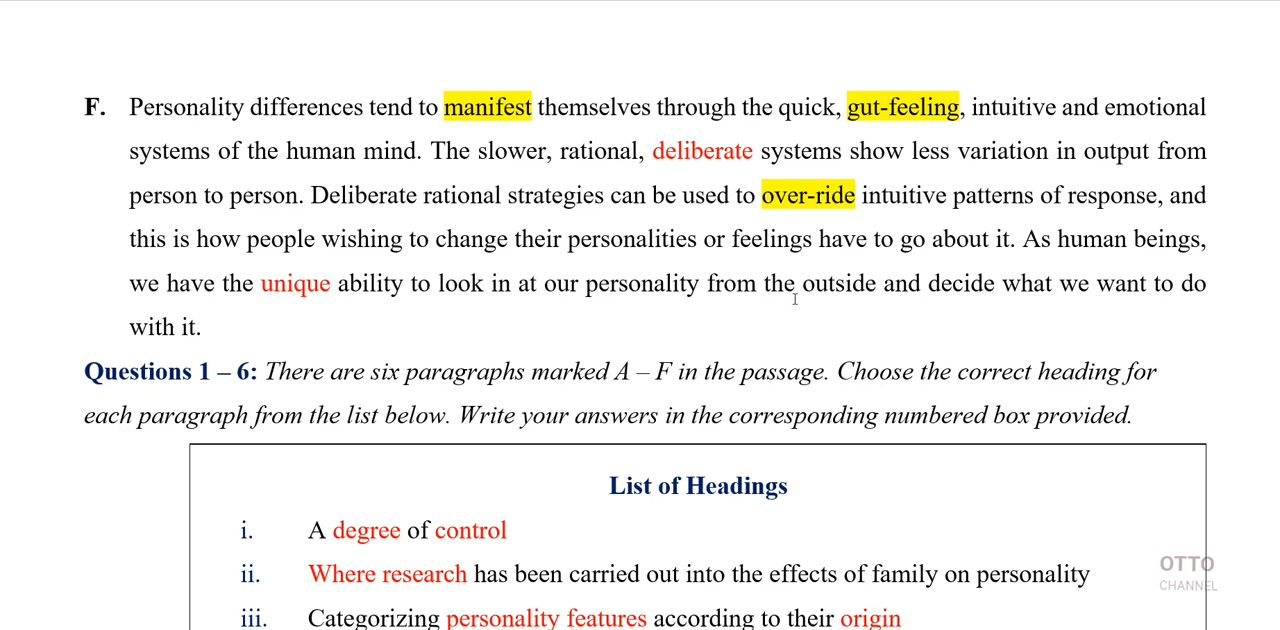 F. Personality differences tend to manifest themselves through the quick, gut-feeling, intuitive and emotional
systems of the human mind. The slower, rational, deliberate systems show less variation in output from
person to person. Deliberate rational strategies can be used to over-ride intuitive patterns of response, and
this is how people wishing to change their personalities or feelings have to go about it. As human beings,
we have the unique ability to look in at our personality from the outside and decide what we want to do
with it.
Questions 1 – 6: There are six paragraphs marked A – F in the passage. Choose the correct heading for
each paragraph from the list below. Write your answers in the corresponding numbered box provided.
List of Headings
i. A degree of control
ii. Where research has been carried out into the effects of family on personality
iii. Categorizing personality features according to their origin
OTTO
CHANNEL